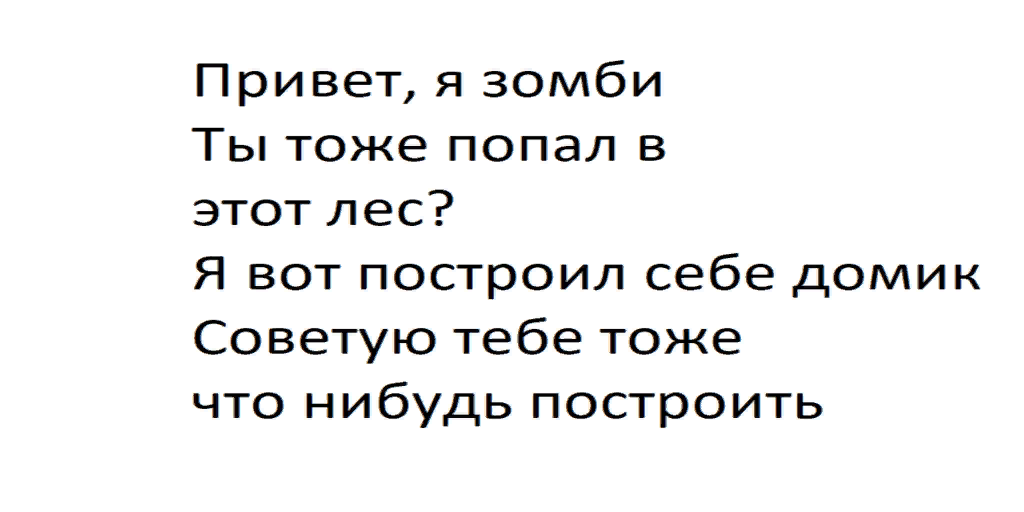 Привет, я зомби
Ты тоже попал в
этот лес?
Я вот построил себе домик
Советую тебе тоже
что нибудь построить